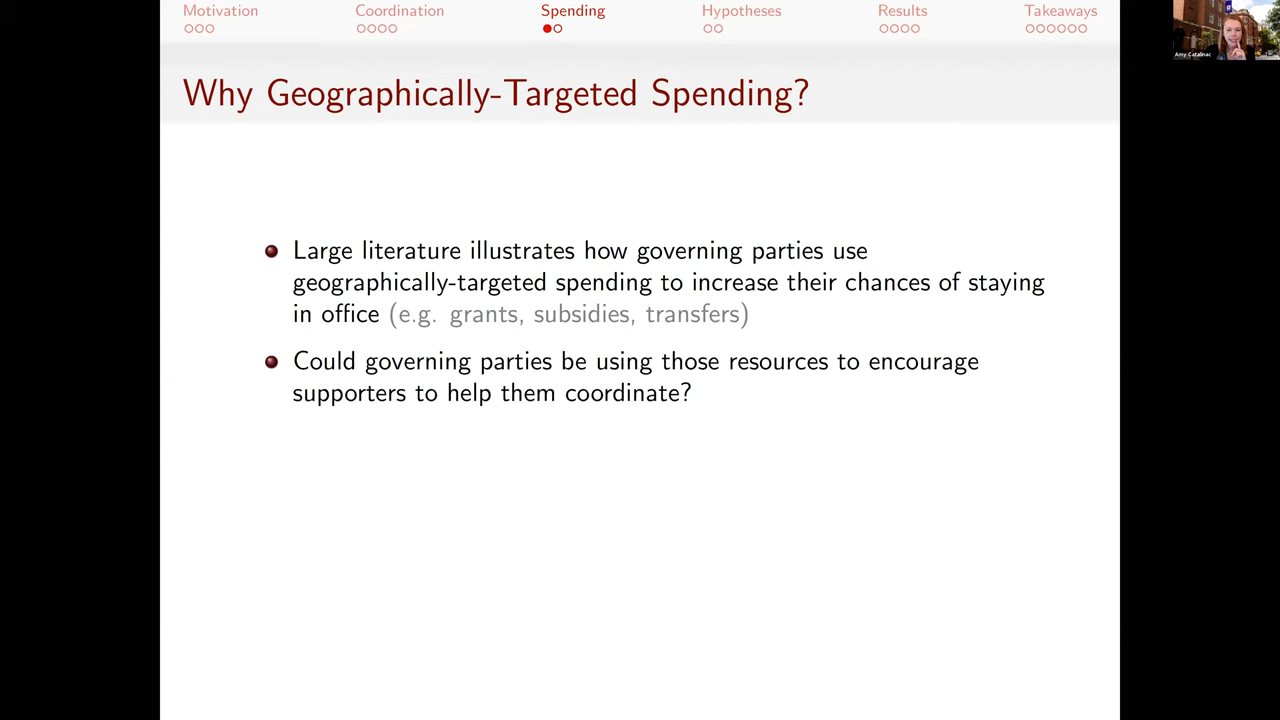 Motivation
Coordination
Spending
Hypotheses
Results
Takeaways
Amy Catalinac
Why Geographically-Targeted Spending?
Large literature illustrates how governing parties use
geographically-targeted spending to increase their chances of staying
in office (e.g. grants, subsidies, transfers)
Could governing parties be using those resources to encourage
supporters to help them coordinate?